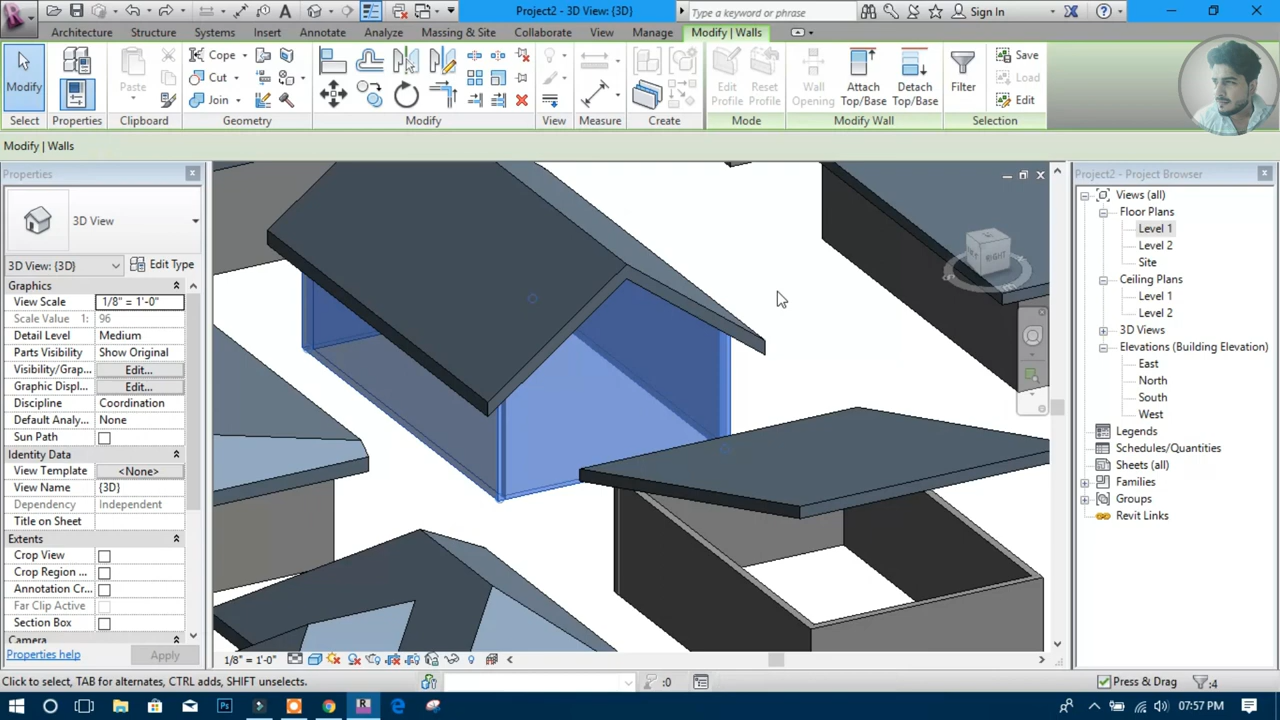 Project2 - 3D View: {3D}
Type a keyword or phrase
Sign In
Architecture Structure Systems Insert Annotate Analyze Massing & Site Collaborate View Manage Modify | Walls
Modify
Select
Properties
Paste
Clipboard
Cope
Cut
Join
Geometry
Modify
View
Measure
Create
Edit Profile
Reset Profile
Mode
Wall Opening
Attach Top/Base
Detach Top/Base
Modify Wall
Filter
Save
Load
Edit
Selection
Modify | Walls
Properties
3D View
3D View: {3D}
Edit Type
Graphics
View Scale 1/8" = 1'-0"
Scale Value 1: 96
Detail Level Medium
Parts Visibility Show Original
Visibility/Grap... Edit...
Graphic Displ... Edit...
Discipline Coordination
Default Analy... None
Sun Path
Identity Data
View Template <None>
View Name {3D}
Dependency Independent
Title on Sheet
Extents
Crop View
Crop Region ...
Annotation Cr...
Far Clip Active
Section Box
Camera
Properties help Apply
RIGHT
Project2 - Project Browser
Views (all)
Floor Plans
Level 1
Level 2
Site
Ceiling Plans
Level 1
Level 2
3D Views
Elevations (Building Elevation)
East
North
South
West
Legends
Schedules/Quantities
Sheets (all)
Families
Groups
Revit Links
1/8" = 1'-0"
Click to select, TAB for alternates, CTRL adds, SHIFT unselects.
:0
Press & Drag
:4
07:57 PM